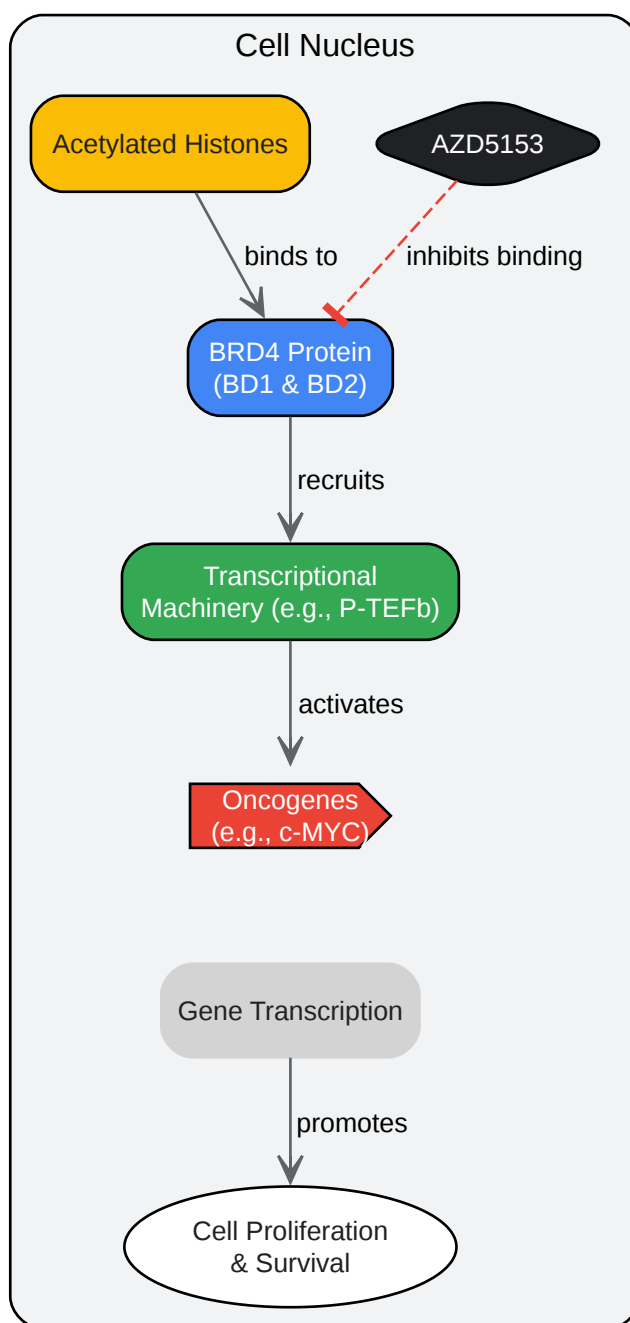 Cell Nucleus
Acetylated Histones
AZD5153
binds to
inhibits binding
BRD4 Protein
(BD1 & BD2)
recruits
Transcriptional
Machinery (e.g., P-TEFb)
activates
Oncogenes
(e.g., c-MYC)
Gene Transcription
promotes
Cell Proliferation
& Survival